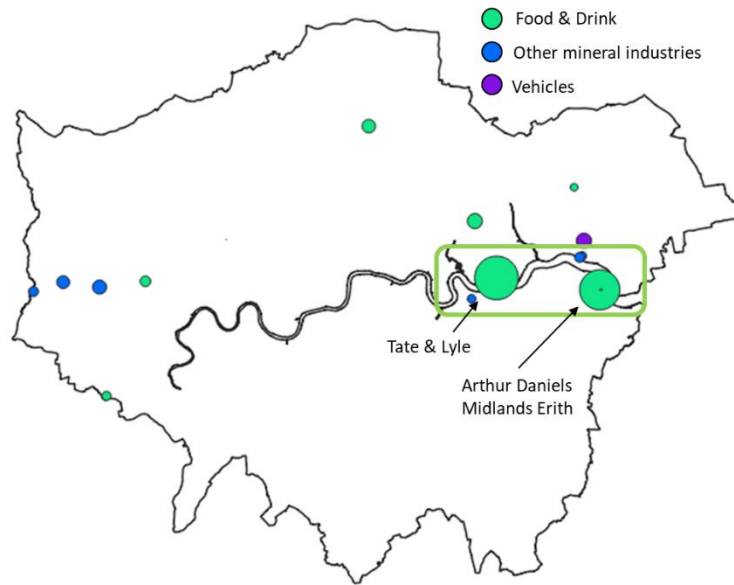 Food & Drink
Other mineral industries
Vehicles
Tate & Lyle
Arthur Daniels
Midlands Erith